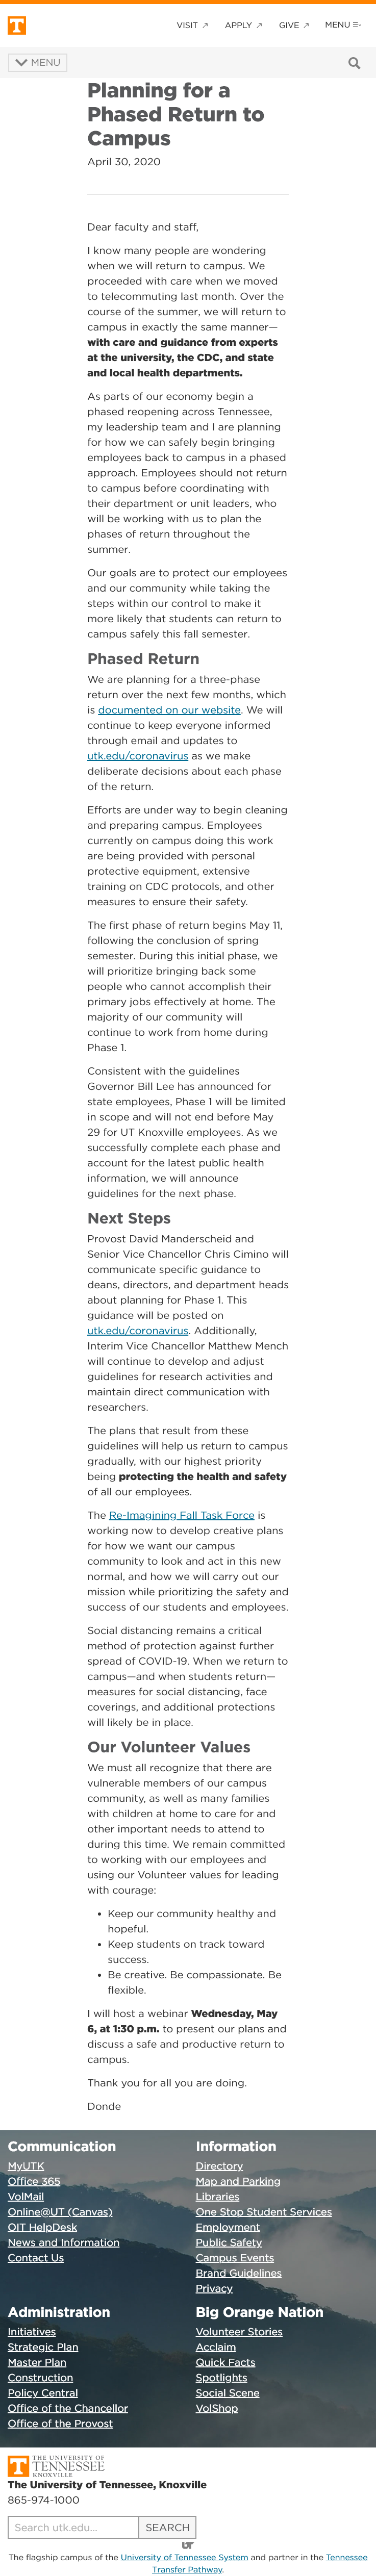 T
VISIT ↗ APPLY ↗ GIVE ↗ MENU
MENU
Planning for a
Phased Return to
Campus
April 30, 2020
Dear faculty and staff,
I know many people are wondering
when we will return to campus. We
proceeded with care when we moved
to telecommuting last month. Over the
course of the summer, we will return to
campus in exactly the same manner—
with care and guidance from experts
at the university, the CDC, and state
and local health departments.
As parts of our economy begin a
phased reopening across Tennessee,
my leadership team and I are planning
for how we can safely begin bringing
employees back to campus in a phased
approach. Employees should not return
to campus before coordinating with
their department or unit leaders, who
will be working with us to plan the
phases of return throughout the
summer.
Our goals are to protect our employees
and our community while taking the
steps within our control to make it
more likely that students can return to
campus safely this fall semester.
Phased Return
We are planning for a three-phase
return over the next few months, which
is documented on our website. We will
continue to keep everyone informed
through email and updates to
utk.edu/coronavirus as we make
deliberate decisions about each phase
of the return.
Efforts are under way to begin cleaning
and preparing campus. Employees
currently on campus doing this work
are being provided with personal
protective equipment, extensive
training on CDC protocols, and other
measures to ensure their safety.
The first phase of return begins May 11,
following the conclusion of spring
semester. During this initial phase, we
will prioritize bringing back some
people who cannot accomplish their
primary jobs effectively at home. The
majority of our community will
continue to work from home during
Phase 1.
Consistent with the guidelines
Governor Bill Lee has announced for
state employees, Phase 1 will be limited
in scope and will not end before May
29 for UT Knoxville employees. As we
successfully complete each phase and
account for the latest public health
information, we will announce
guidelines for the next phase.
Next Steps
Provost David Manderscheid and
Senior Vice Chancellor Chris Cimino will
communicate specific guidance to
deans, directors, and department heads
about planning for Phase 1. This
guidance will be posted on
utk.edu/coronavirus. Additionally,
Interim Vice Chancellor Matthew Mench
will continue to develop and adjust
guidelines for research activities and
maintain direct communication with
researchers.
The plans that result from these
guidelines will help us return to campus
gradually, with our highest priority
being protecting the health and safety
of all our employees.
The Re-Imagining Fall Task Force is
working now to develop creative plans
for how we want our campus
community to look and act in this new
normal, and how we will carry out our
mission while prioritizing the safety and
success of our students and employees.
Social distancing remains a critical
method of protection against further
spread of COVID-19. When we return to
campus—and when students return—
measures for social distancing, face
coverings, and additional protections
will likely be in place.
Our Volunteer Values
We must all recognize that there are
vulnerable members of our campus
community, as well as many families
with children at home to care for and
other important needs to attend to
during this time. We remain committed
to working with our employees and
using our Volunteer values for leading
with courage:
• Keep our community healthy and
hopeful.
• Keep students on track toward
success.
• Be creative. Be compassionate. Be
flexible.
I will host a webinar Wednesday, May
6, at 1:30 p.m. to present our plans and
discuss a safe and productive return to
campus.
Thank you for all you are doing.
Donde
Communication
MyUTK
Office 365
VolMail
Online@UT (Canvas)
OIT HelpDesk
News and Information
Contact Us
Information
Directory
Map and Parking
Libraries
One Stop Student Services
Employment
Public Safety
Campus Events
Brand Guidelines
Privacy
Administration
Initiatives
Strategic Plan
Master Plan
Construction
Policy Central
Office of the Chancellor
Office of the Provost
Big Orange Nation
Volunteer Stories
Acclaim
Quick Facts
Spotlights
Social Scene
VolShop
T THE UNIVERSITY OF
TENNESSEE
KNOXVILLE
The University of Tennessee, Knoxville
865-974-1000
Search utk.edu... SEARCH
UT
The flagship campus of the University of Tennessee System and partner in the Tennessee
Transfer Pathway.